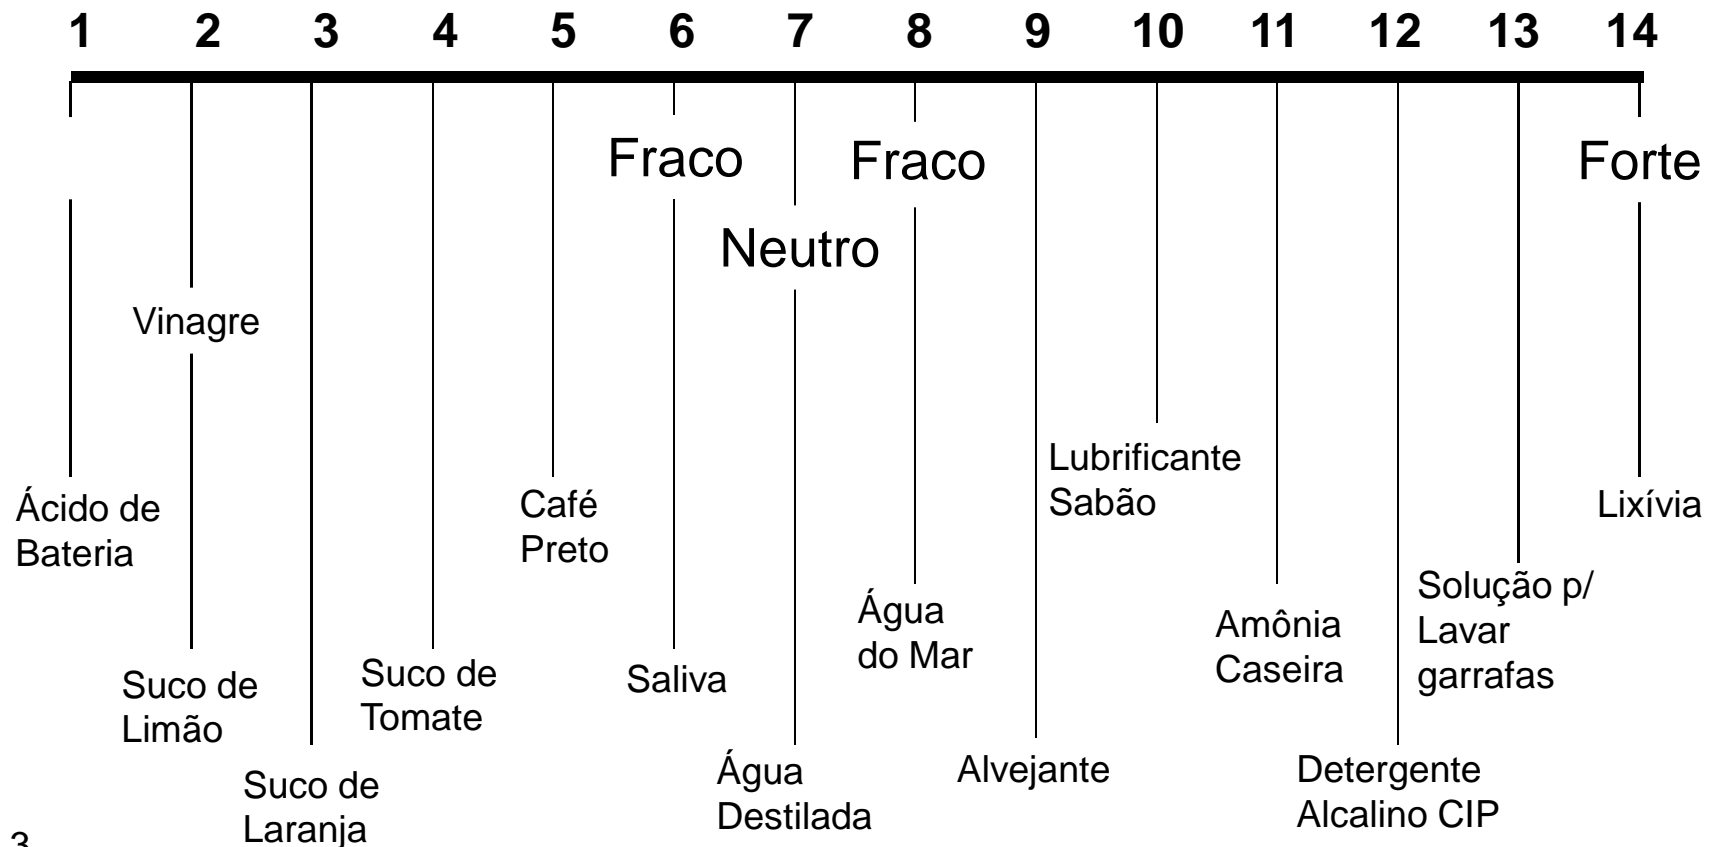 1 2 3 4 5 6 7 8 9 10 11 12 13 14
Fraco Fraco Forte
Neutro
Vinagre
Lubrificante
Sabão
Ácido de
Bateria
Café
Preto
Lixívia
Solução p/
Lavar
garrafas
Água
do Mar
Amônia
Caseira
Suco de
Limão
Suco de
Tomate
Saliva
Suco de
Laranja
Água
Destilada
Alvejante
Detergente
Alcalino CIP
3